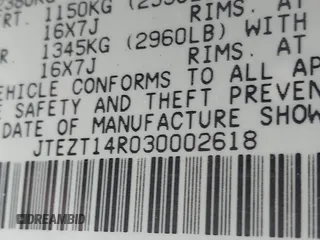 RT. 1150KG (2
RIMS. AT
16X7J
WITH
R. 1345KG (2960LB)
RIMS. AT
16X7J
VEHICLE CONFORMS TO ALL AP
E SAFETY AND THEFT PREVEN
DATE OF MANUFACTURE SHOW
JTEZT14R030002618
DREAMBID